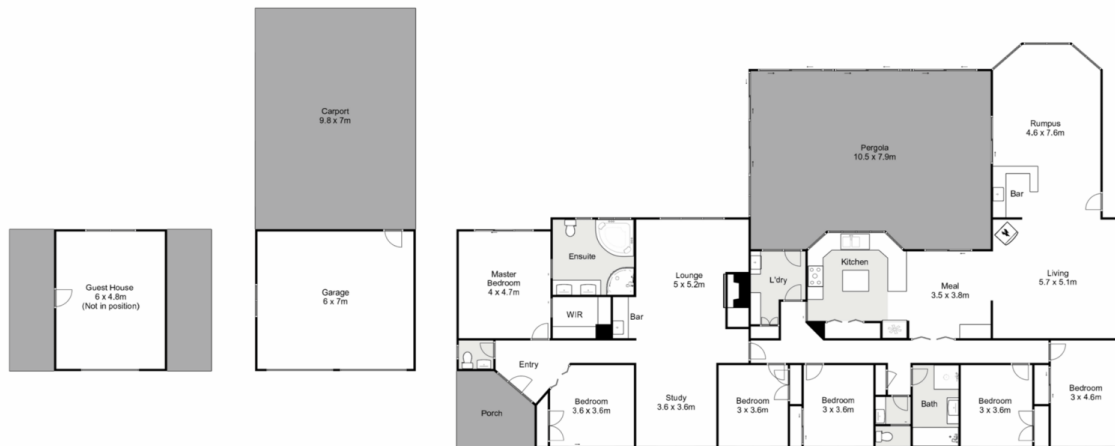 Carport
9.8 x 7m
Rumpus
4.6 x 7.6m
Pergola
10.5 x 7.9m
Bar
Guest House
6 x 4.8m
(Not in position)
Garage
6 x 7m
Master
Bedroom
4 x 4.7m
Ensuite
WIR
Bar
Lounge
5 x 5.2m
L'dry
Kitchen
Meal
3.5 x 3.8m
Living
5.7 x 5.1m
Entry
Porch
Bedroom
3.6 x 3.6m
Study
3.6 x 3.6m
Bedroom
3 x 3.6m
Bedroom
3 x 3.6m
Bath
Bedroom
3 x 3.6m
Bedroom
3 x 4.6m